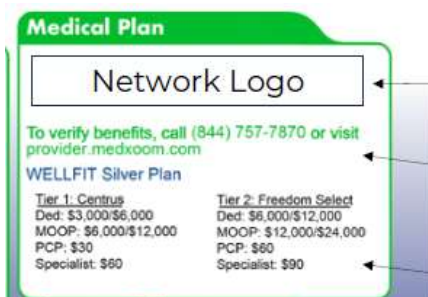 Medical Plan
Network Logo
To verify benefits, call (844) 757-7870 or visit
provider.medxoom.com
WELLFIT Silver Plan
Tier 1: Centrus
Ded: $3,000/$6,000
MOOP: $6,000/$12,000
PCP: $30
Specialist: $60
Tier 2: Freedom Select
Ded: $6,000/$12,000
MOOP: $12,000/$24,000
PCP: $60
Specialist: $90